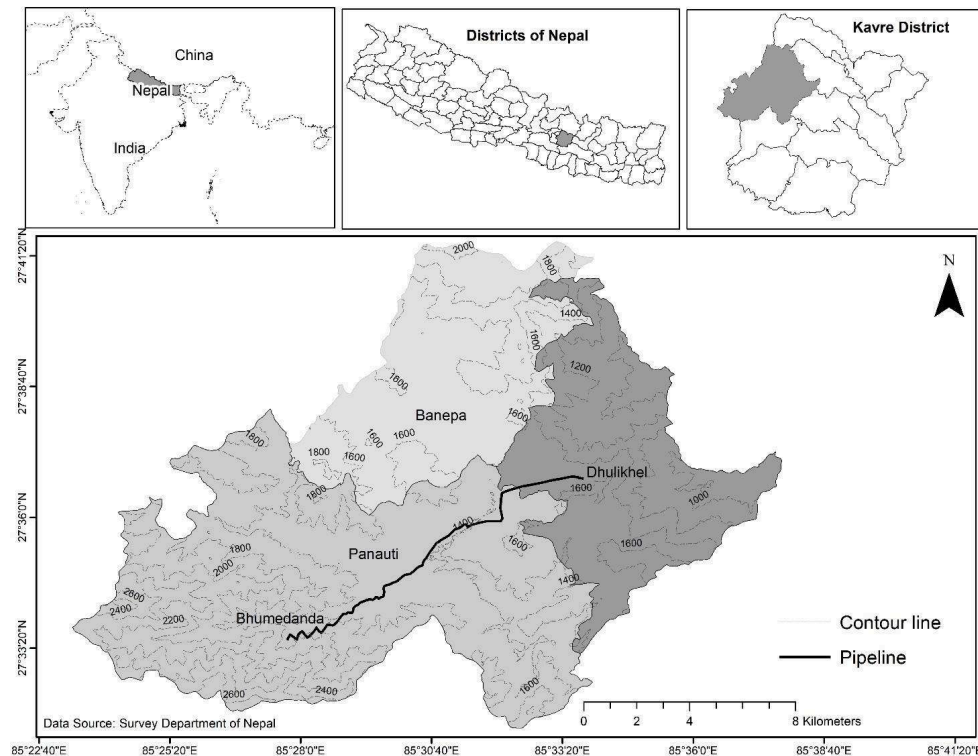 China
Nepal
India
Districts of Nepal
Kavre District
27°41'20"N
27°38'40"N
27°36'0"N
27°33'20"N
N
2000
1800
1400
1600
1200
1800
Banepa
1600
1800
1600
1600
1800
1600
1800
Dhulikhel
1600
1000
1400
1600
1600
Panauti
1800
2000
1400
2600
2400
2200
Bhumedanda
2600
2400
1600
Contour line
Pipeline
0 2 4 6 8 Kilometers
Data Source: Survey Department of Nepal
85°22'40"E 85°25'20"E 85°28'0"E 85°30'40"E 85°33'20"E 85°36'0"E 85°38'40"E 85°41'20"E